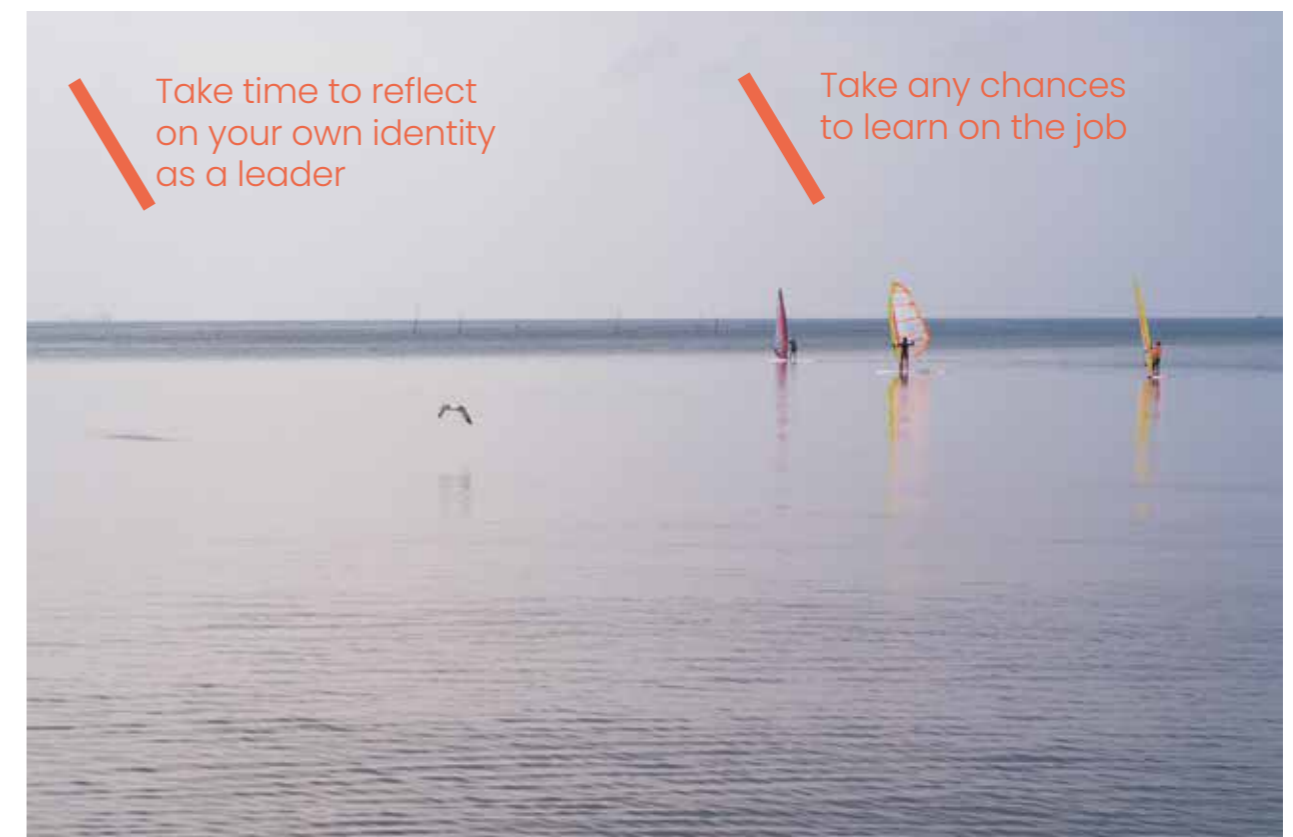 Take time to reflect
on your own identity
as a leader
Take any chances
to learn on the job